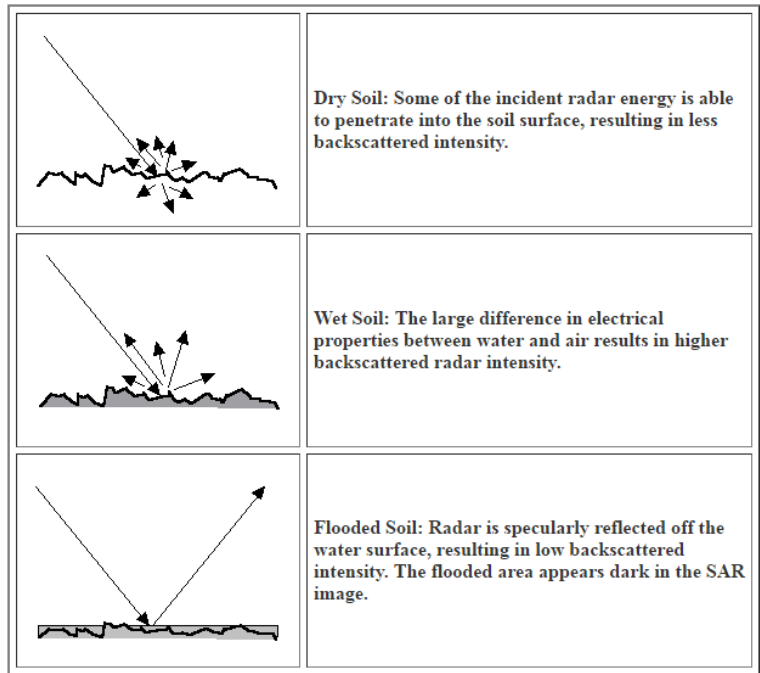 Dry Soil: Some of the incident radar energy is able
to penetrate into the soil surface, resulting in less
backscattered intensity.
Wet Soil: The large difference in electrical
properties between water and air results in higher
backscattered radar intensity.
Flooded Soil: Radar is specularly reflected off the
water surface, resulting in low backscattered
intensity. The flooded area appears dark in the SAR
image.